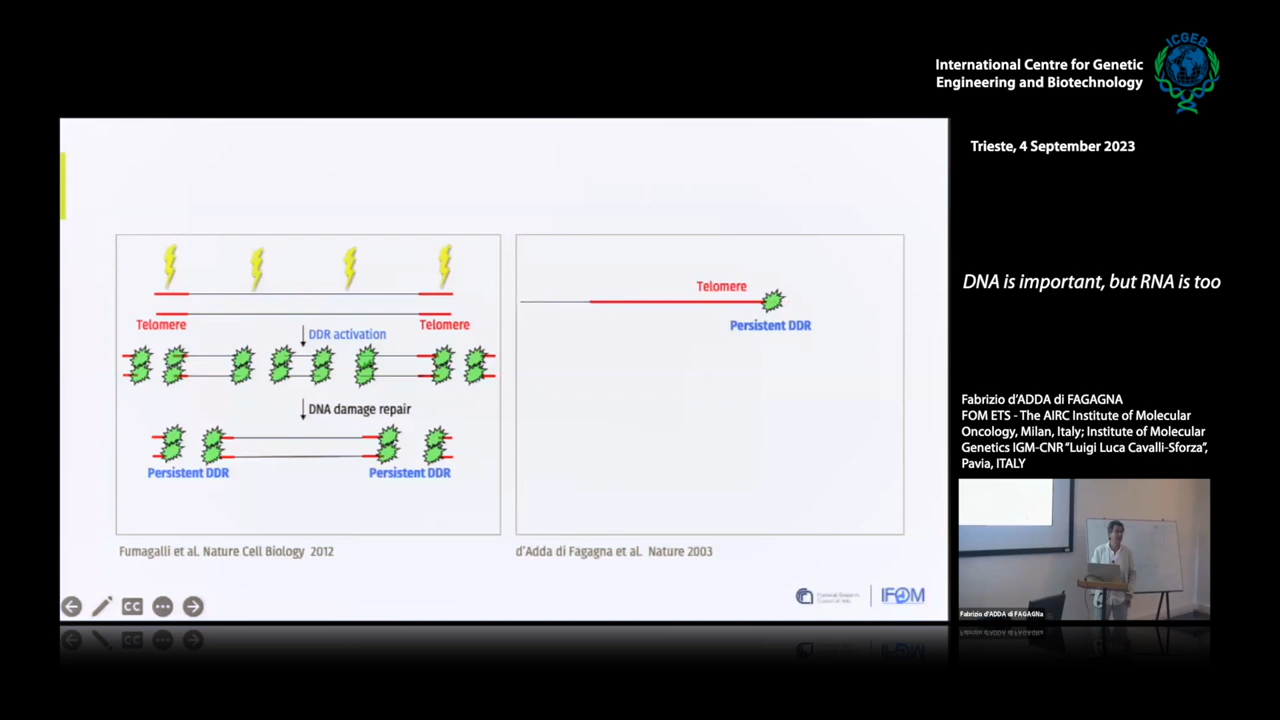 ICGEB
International Centre for Genetic
Engineering and Biotechnology
Trieste, 4 September 2023
DNA is important, but RNA is too
Fabrizio d'ADDA di FAGAGNA
FOM ETS - The AIRC Institute of Molecular
Oncology, Milan, Italy; Institute of Molecular
Genetics IGM-CNR "Luigi Luca Cavalli-Sforza",
Pavia, ITALY
Telomere
Telomere
DDR activation
DNA damage repair
Persistent DDR
Persistent DDR
Fumagalli et al. Nature Cell Biology 2012
Telomere
Persistent DDR
d'Adda di Fagagna et al. Nature 2003
CC
IFOM
Fabrizio d'ADDA di FAGAGNa